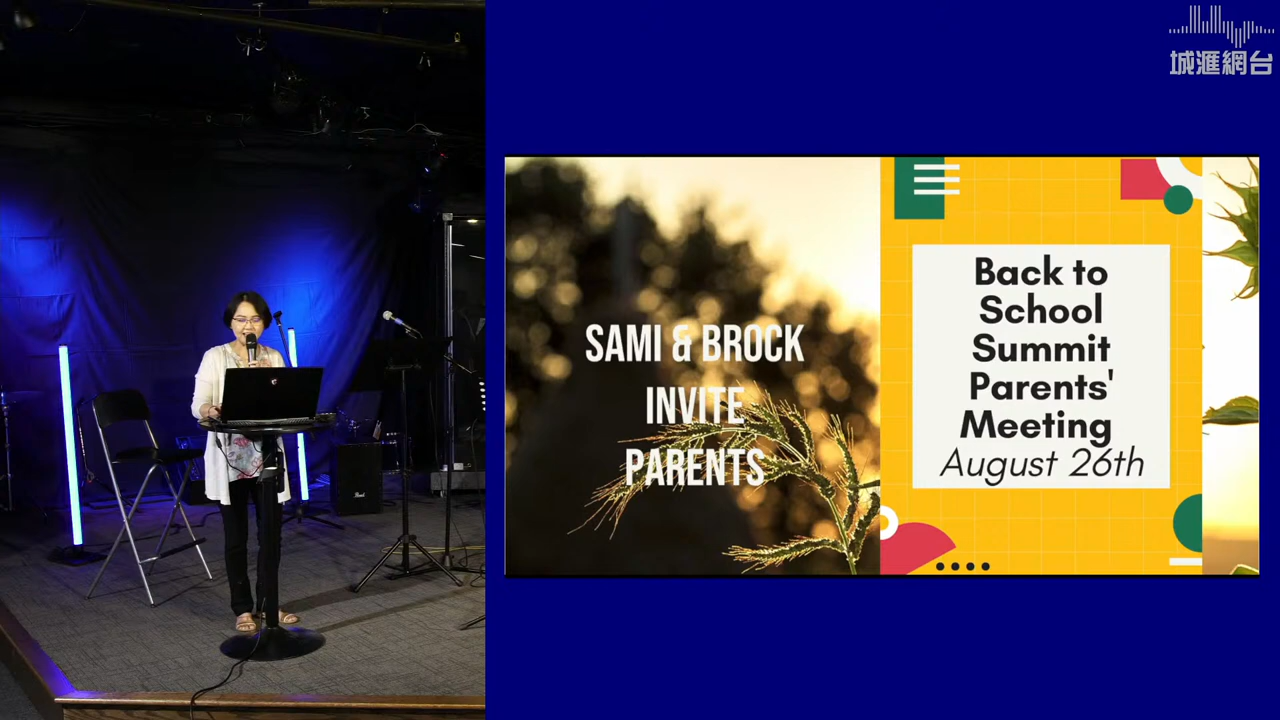 城滙網台
SAMI & BROCK
INVITE
PARENTS
Back to
School
Summit
Parents'
Meeting
August 26th